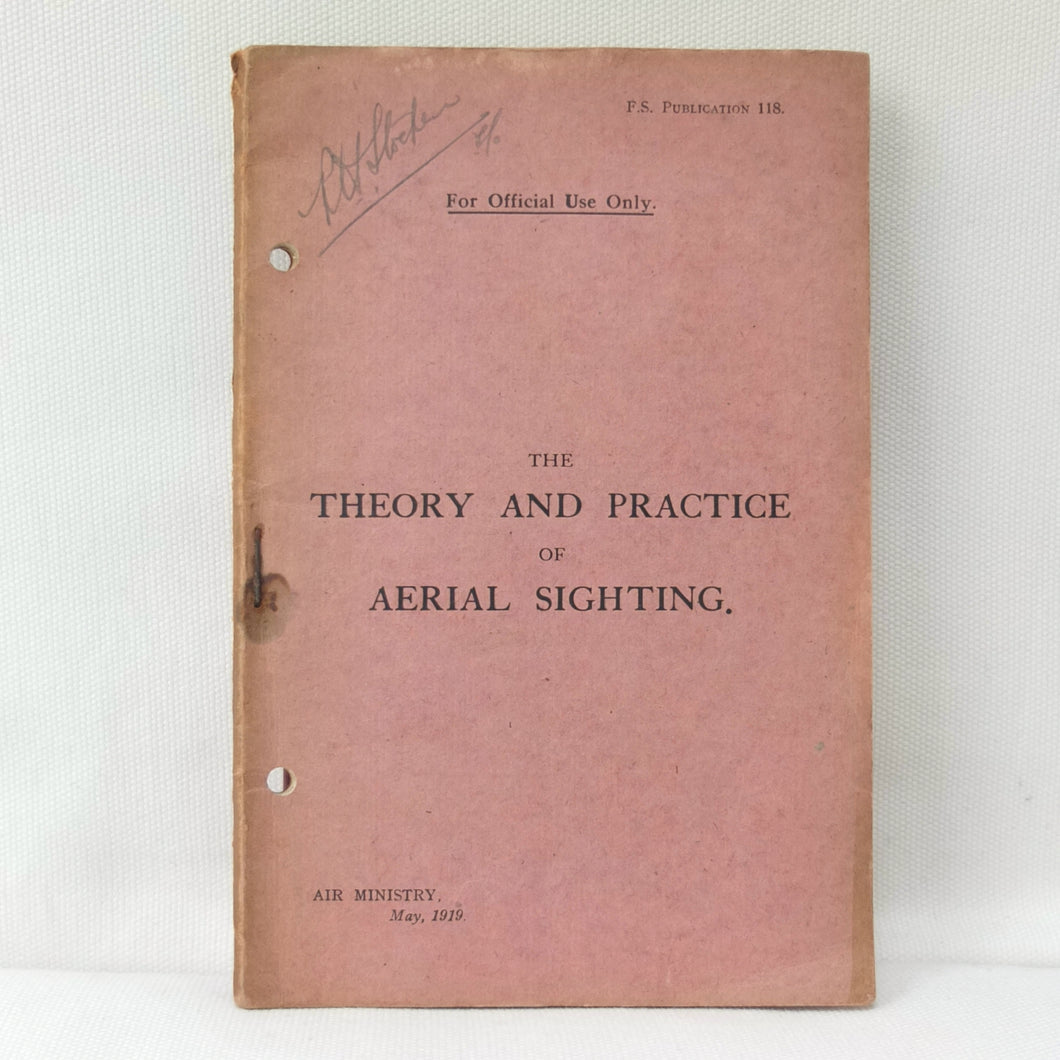 F.S. PUBLICATION 118.
For Official Use Only.
THE
THEORY AND PRACTICE
OF
AERIAL SIGHTING.
AIR MINISTRY,
May, 1919.